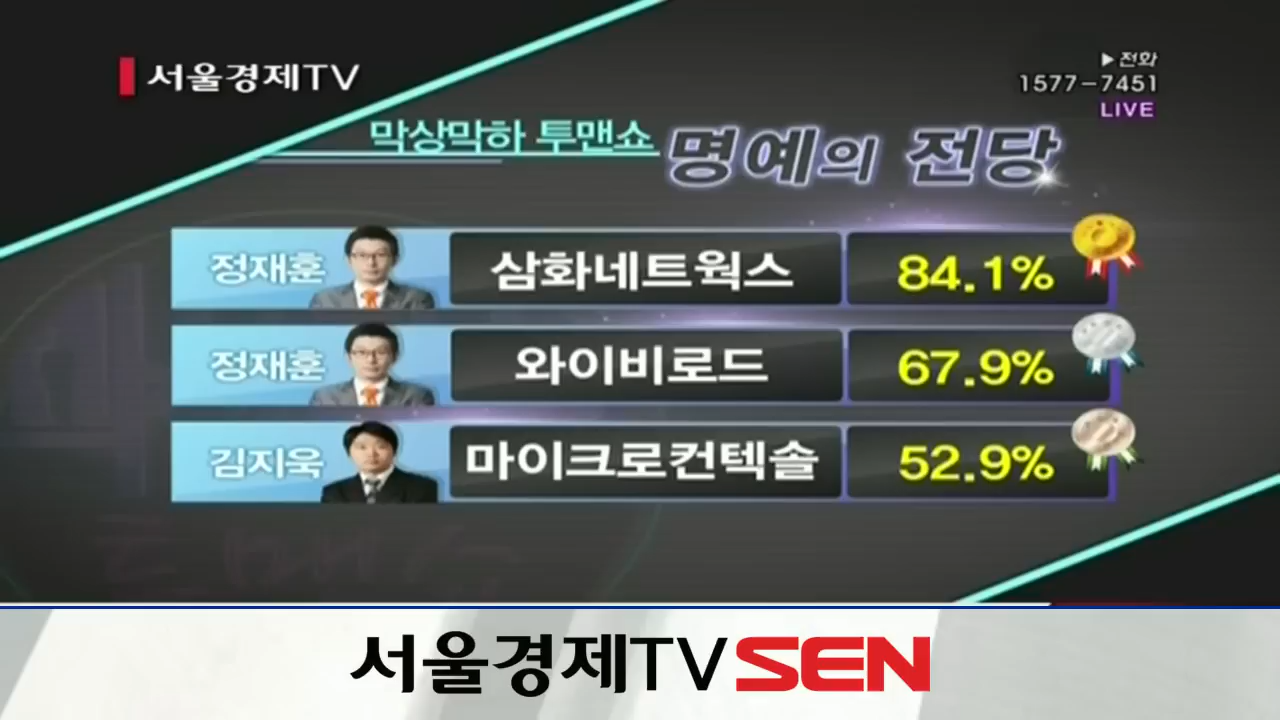 서울경제TV
▶전화
1577-7451
LIVE
막상막하 투맨쇼 명예의 전당
정재훈 삼화네트웍스 84.1%
정재훈 와이비로드 67.9%
김지욱 마이크로컨텍솔 52.9%
서울경제TV SEN